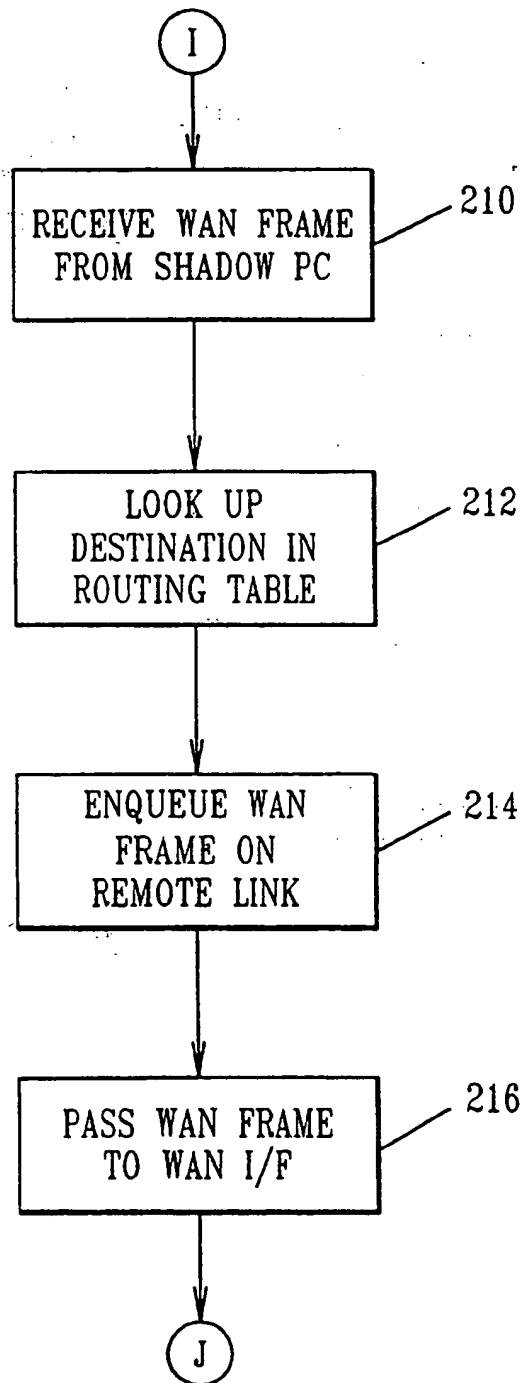 I
RECEIVE WAN FRAME
FROM SHADOW PC
210
LOOK UP
DESTINATION IN
ROUTING TABLE
212
ENQUEUE WAN
FRAME ON
REMOTE LINK
214
PASS WAN FRAME
TO WAN I/F
216
J